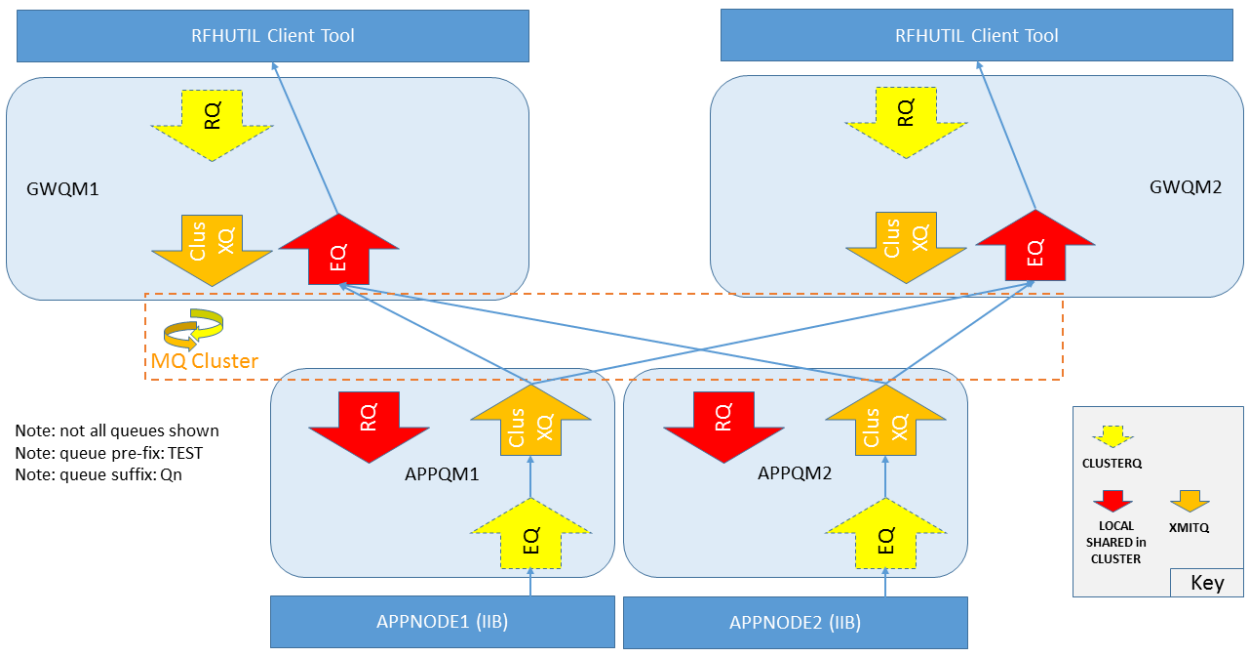 RFHUTIL Client Tool
RFHUTIL Client Tool
RQ
RQ
GWQM1
GWQM2
Clus
XQ
EQ
Clus
XQ
EQ
MQ Cluster
RQ
Clus
XQ
RQ
Clus
XQ
APPQM1
APPQM2
EQ
EQ
Note: not all queues shown
Note: queue pre-fix: TEST
Note: queue suffix: Qn
CLUSTERQ
LOCAL
SHARED in
CLUSTER
XMITQ
Key
APPNODE1 (IIB)
APPNODE2 (IIB)